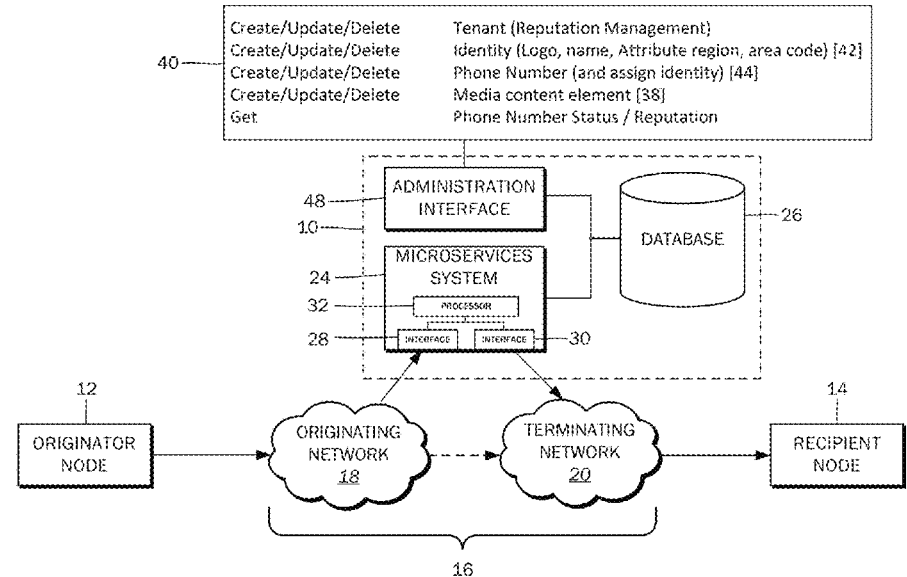 Create/Update/Delete Tenant (Reputation Management)
Create/Update/Delete Identity (Logo, name, Attribute region, area code) [42]
40
Create/Update/Delete Phone Number (and assign identity) [44]
Create/Update/Delete Media content element [38]
Get Phone Number Status / Reputation
ADMINISTRATION
INTERFACE
48
10
26
DATABASE
MICROSERVICES
SYSTEM
24
32
PROCESSOR
28
INTERFACE
INTERFACE
30
12
14
ORIGINATOR
NODE
ORIGINATING
NETWORK
18
TERMINATING
NETWORK
20
RECIPIENT
NODE
16